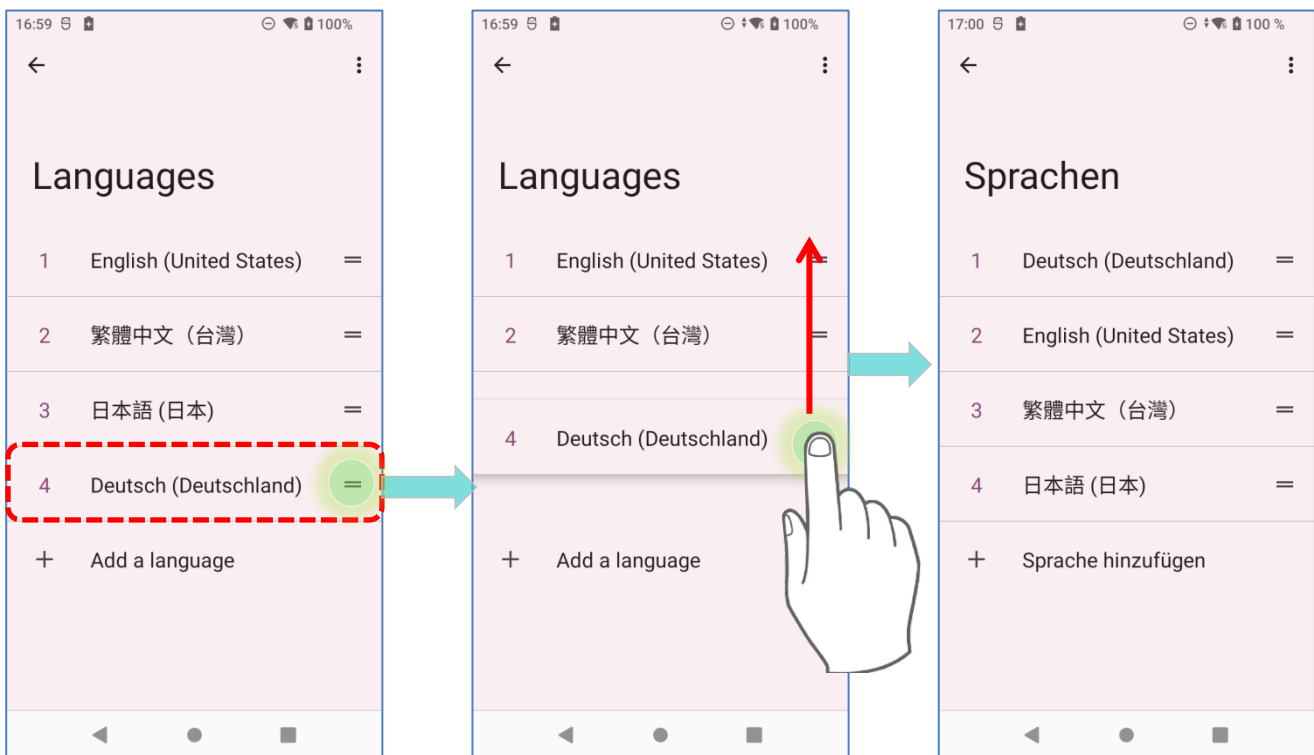 16:59 100%
Languages
1 English (United States)
2 繁體中文（台灣）
3 日本語 (日本)
4 Deutsch (Deutschland)
+ Add a language
16:59 100%
Languages
1 English (United States)
2 繁體中文（台灣）
4 Deutsch (Deutschland)
+ Add a language
17:00 100 %
Sprachen
1 Deutsch (Deutschland)
2 English (United States)
3 繁體中文（台灣）
4 日本語 (日本)
+ Sprache hinzufügen